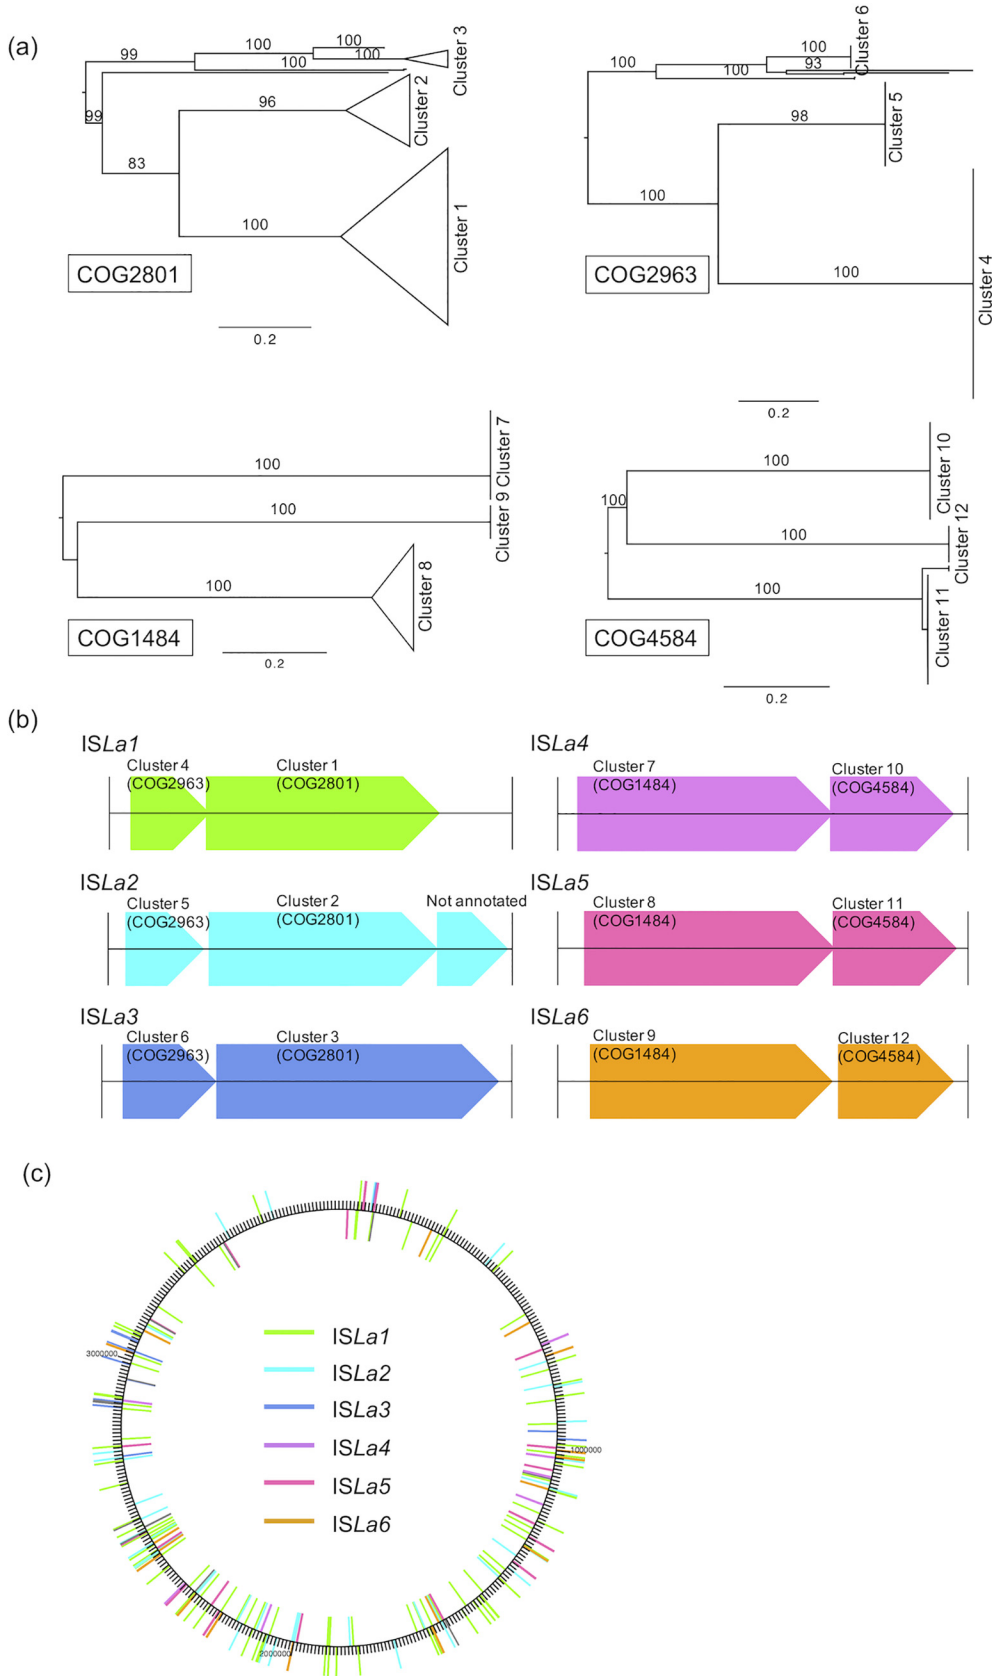 (a)
99
100
100
100
100
Cluster 3
99
96
Cluster 2
83
100
Cluster 1
COG2801
0.2
100
100
93
100
Cluster 6
98
Cluster 5
100
100
Cluster 4
COG2963
0.2
100
Cluster 7
100
Cluster 9
100
Cluster 8
COG1484
0.2
100
Cluster 10
100
100
Cluster 12
100
Cluster 11
COG4584
0.2
(b)
ISLa1
Cluster 4
(COG2963)
Cluster 1
(COG2801)
ISLa4
Cluster 7
(COG1484)
Cluster 10
(COG4584)
ISLa2
Cluster 5
(COG2963)
Cluster 2
(COG2801)
Not annotated
ISLa5
Cluster 8
(COG1484)
Cluster 11
(COG4584)
ISLa3
Cluster 6
(COG2963)
Cluster 3
(COG2801)
ISLa6
Cluster 9
(COG1484)
Cluster 12
(COG4584)
(c)
ISLa1
3000000
ISLa2
ISLa3
ISLa4
1000000
ISLa5
ISLa6
2000000